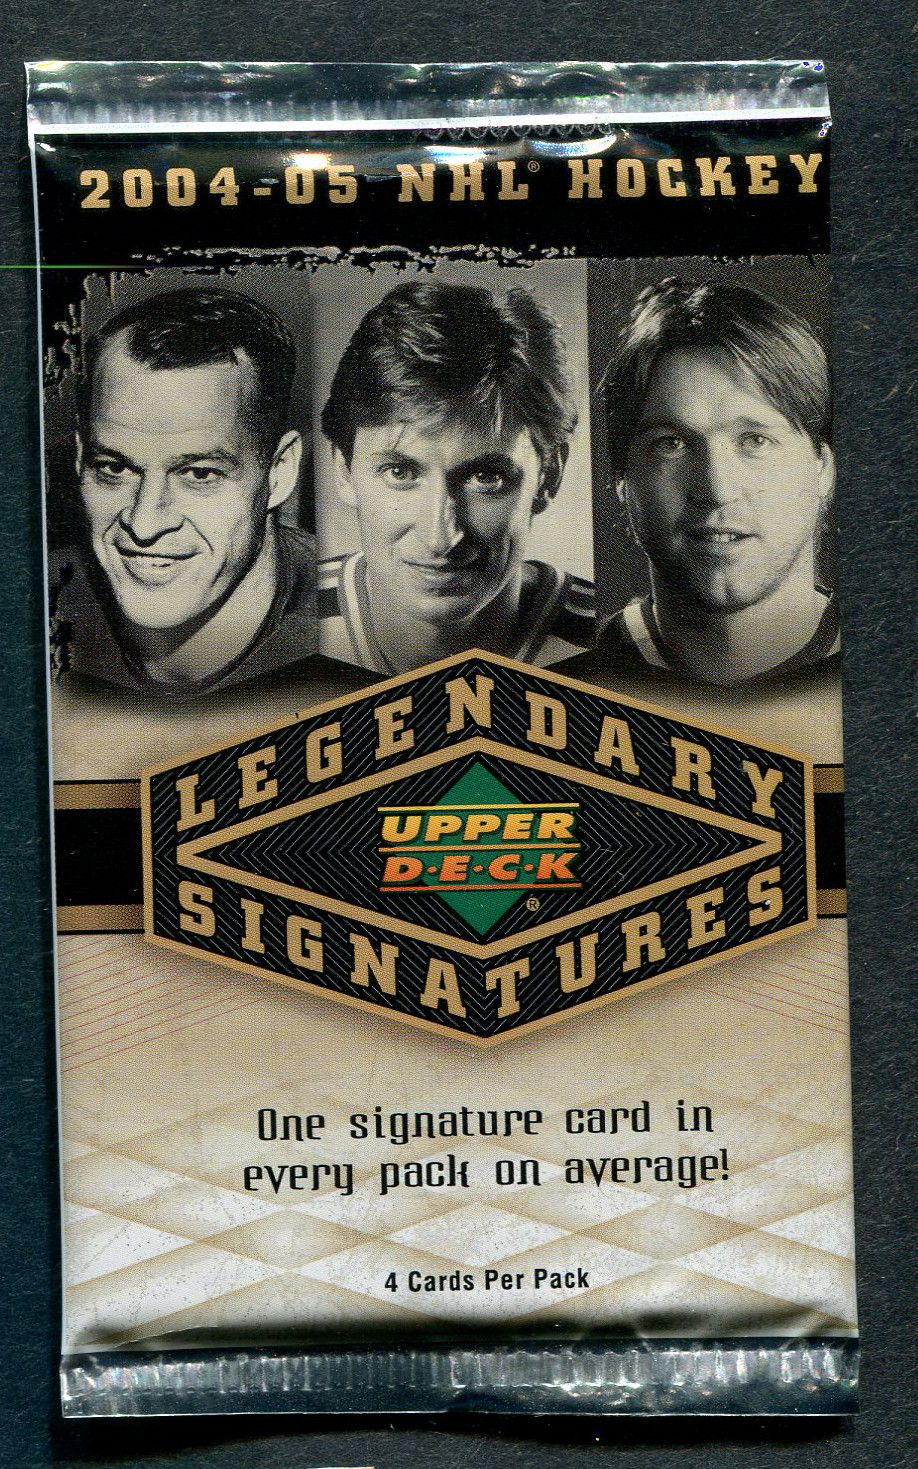 2004-05 NHL® HOCKEY
LEGENDARY
UPPER
D·E·C·K
®
SIGNATURES
One signature card in
every pack on average!
4 Cards Per Pack